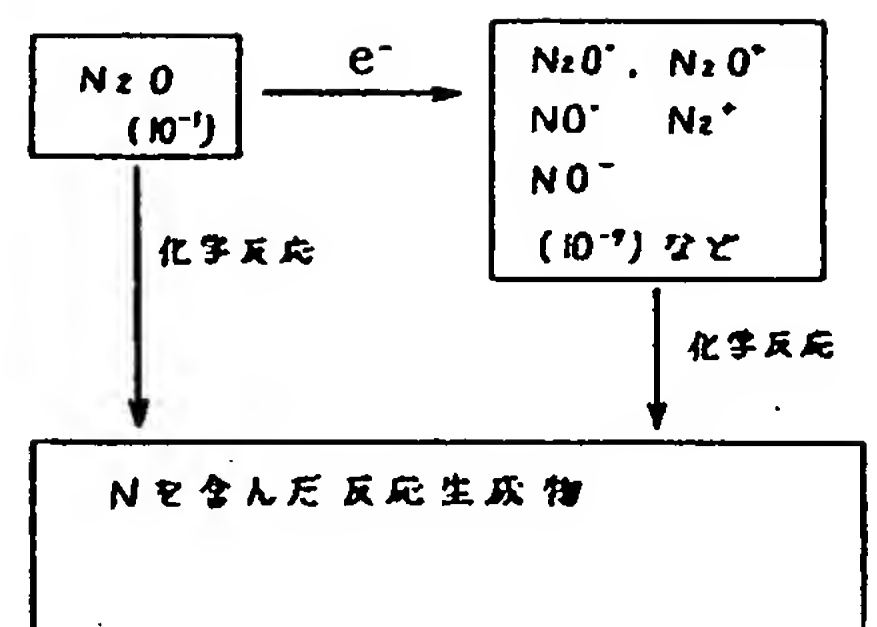 N₂O
(10⁻¹)
e⁻
N₂O・, N₂O⁺
NO・ N₂⁺
NO⁻
(10⁻⁹) など
化学反応
化学反応
Nを含んだ反応生成物